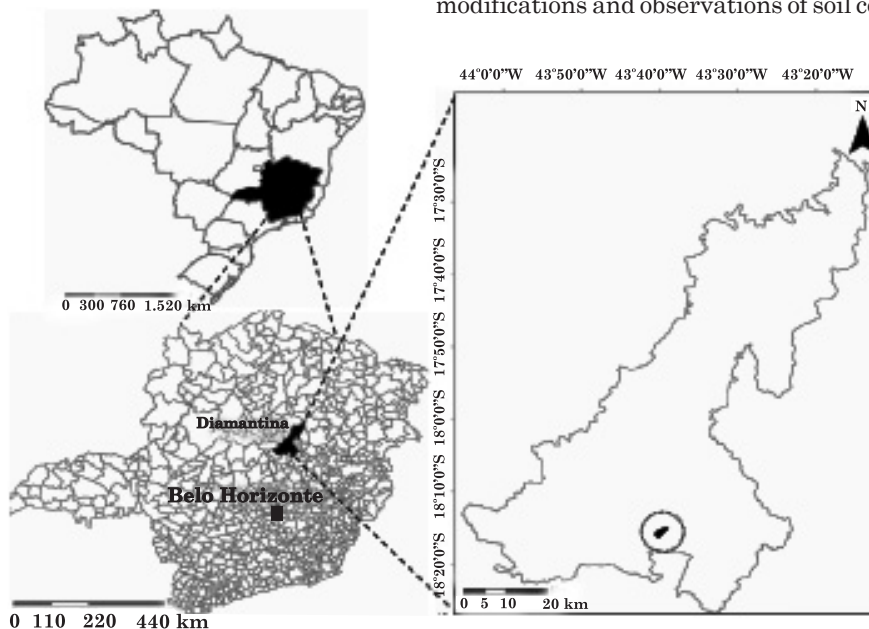 modifications and observations of soil c
44°0'0"W 43°50'0"W 43°40'0"W 43°30'0"W 43°20'0"W
N
17°30'0"S
17°40'0"S
17°50'0"S
18°0'0"S
18°10'0"S
18°20'0"S
0 300 760 1.520 km
Diamantina
Belo Horizonte
0 110 220 440 km
0 5 10 20 km